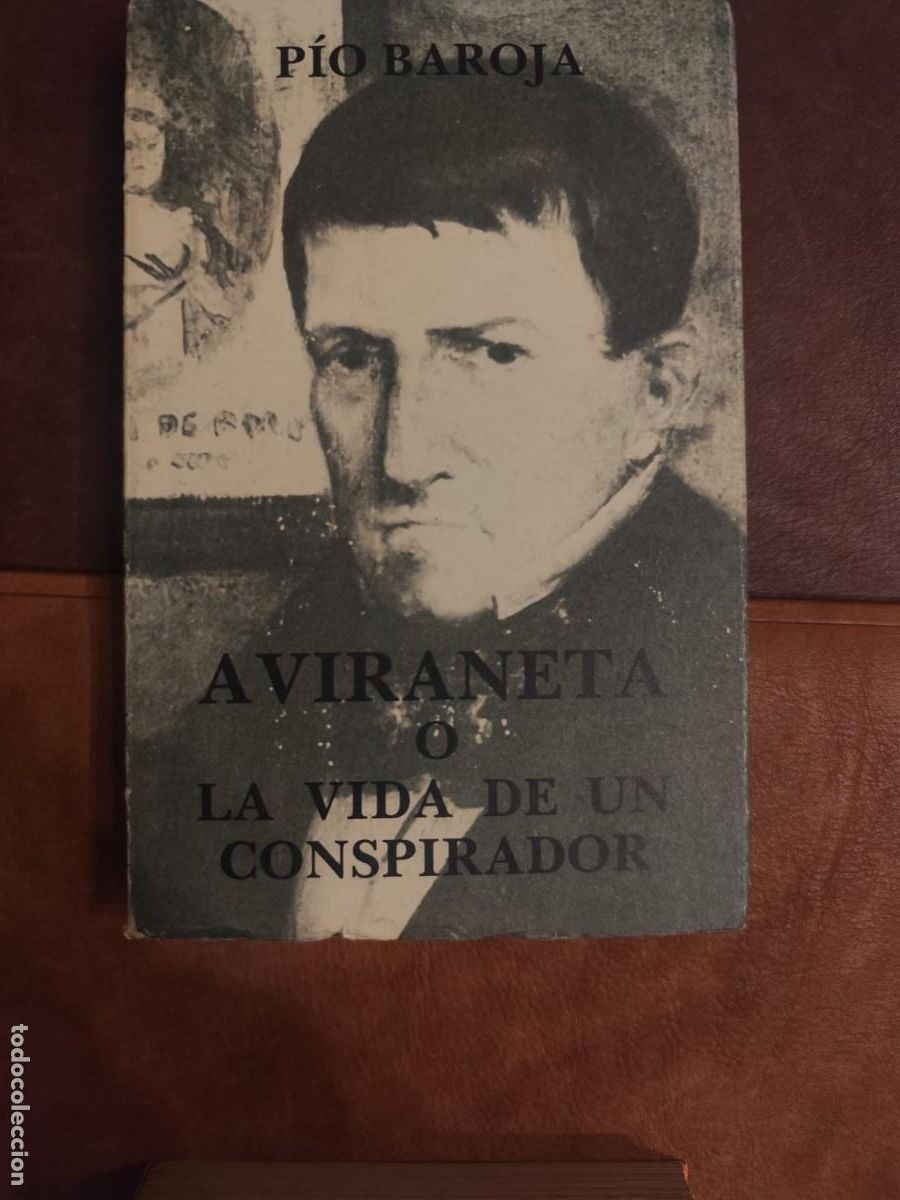 PÍO BAROJA
AVIRANETA
O
LA VIDA DE UN
CONSPIRADOR
todocoleccion